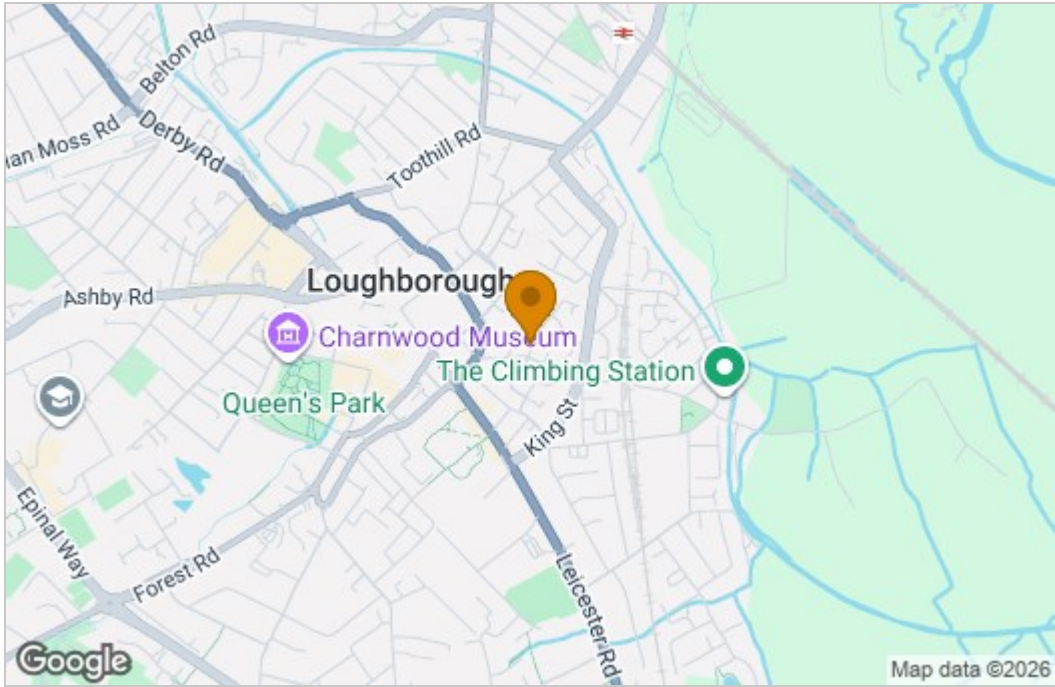 Belton Rd
ian Moss Rd
Derby Rd
Toothill Rd
Loughborough
Ashby Rd
Charnwood Museum
The Climbing Station
Queen's Park
King St
Epinal Way
Forest Rd
Leicester Rd
Google
Map data ©2026